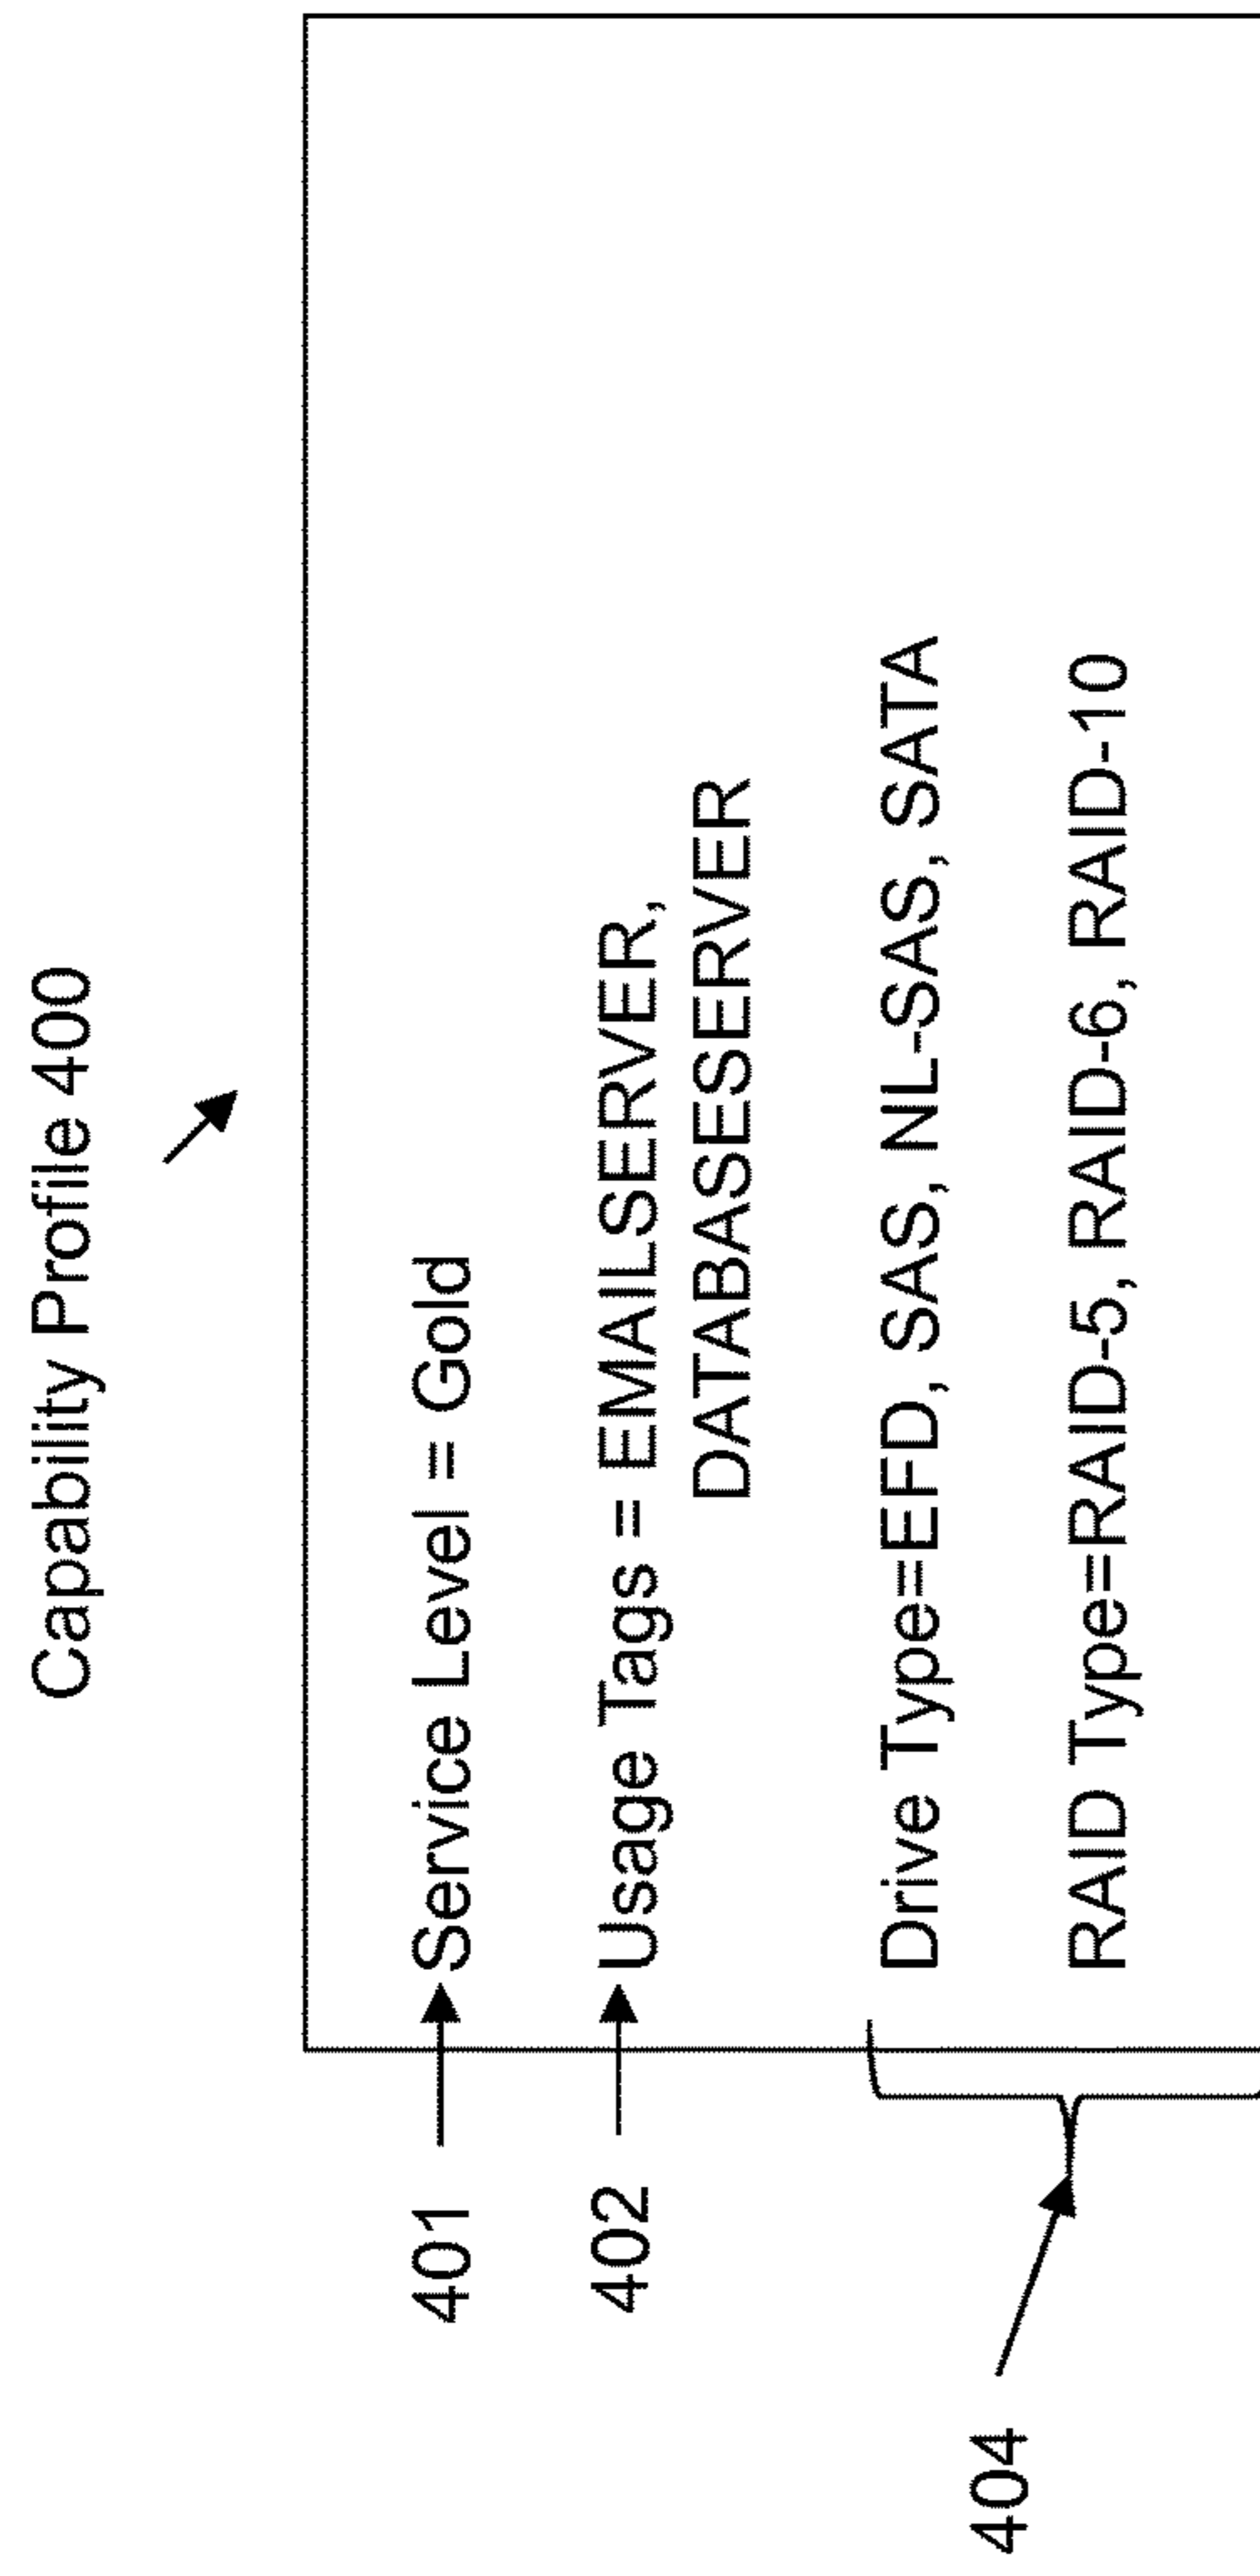 Capability Profile 400
401
Service Level = Gold
402
Usage Tags = EMAILSERVER,
DATABASESERVER
404
Drive Type=EFD, SAS, NL-SAS, SATA
RAID Type=RAID-5, RAID-6, RAID-10